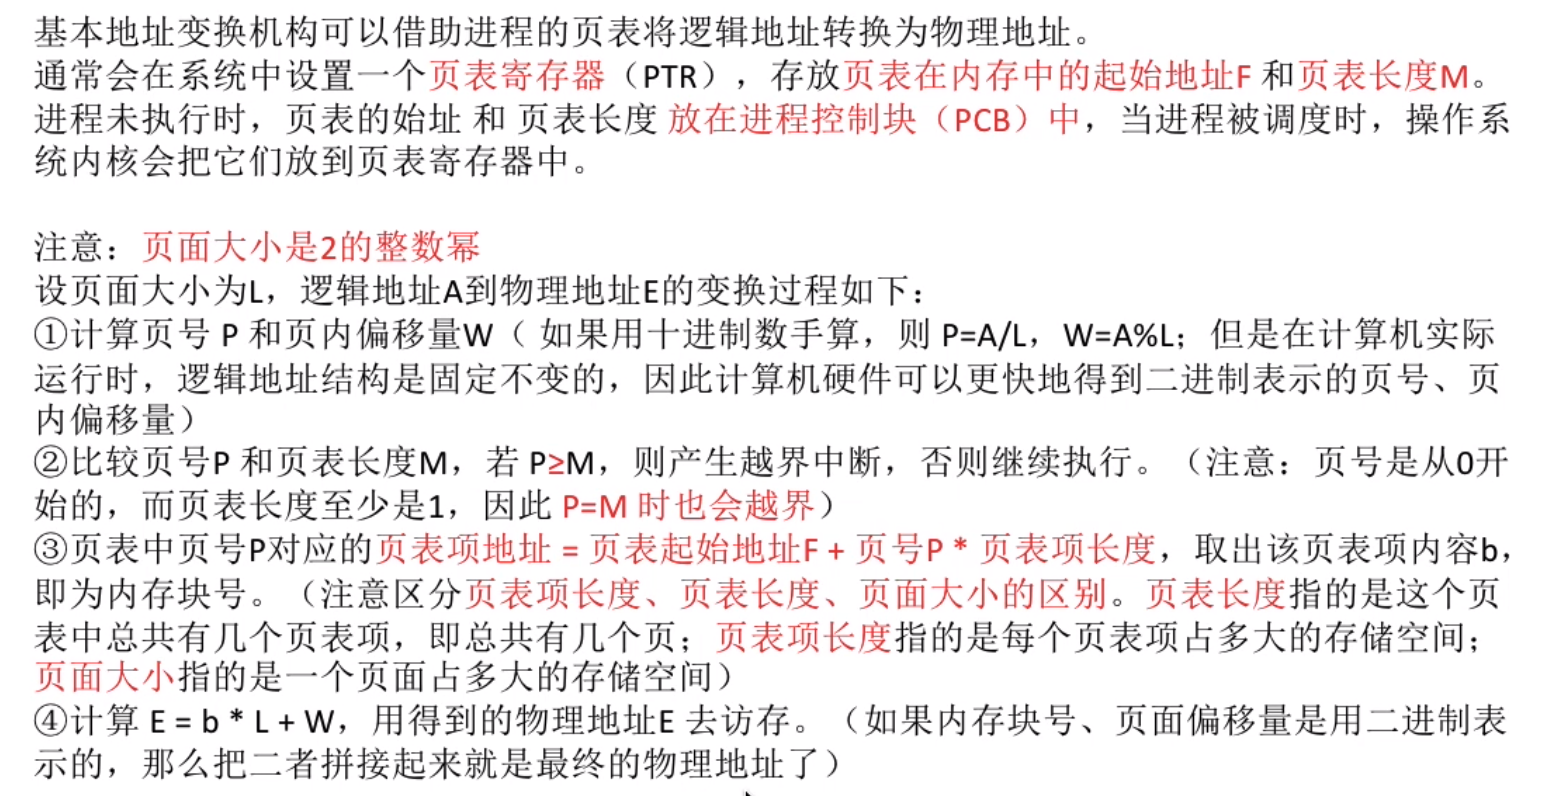 基本地址变换机构可以借助进程的页表将逻辑地址转换为物理地址。
通常会在系统中设置一个页表寄存器（PTR），存放页表在内存中的起始地址F 和页表长度M。
进程未执行时，页表的始址 和 页表长度 放在进程控制块（PCB）中，当进程被调度时，操作系
统内核会把它们放到页表寄存器中。
注意：页面大小是2的整数幂
设页面大小为L，逻辑地址A到物理地址E的变换过程如下：
①计算页号 P 和页内偏移量W（ 如果用十进制数手算，则 P=A/L，W=A%L；但是在计算机实际
运行时，逻辑地址结构是固定不变的，因此计算机硬件可以更快地得到二进制表示的页号、页
内偏移量）
②比较页号P 和页表长度M，若 P≥M，则产生越界中断，否则继续执行。（注意：页号是从0开
始的，而页表长度至少是1，因此 P=M 时也会越界）
③页表中页号P对应的页表项地址 = 页表起始地址F + 页号P * 页表项长度，取出该页表项内容b，
即为内存块号。（注意区分页表项长度、页表长度、页面大小的区别。页表长度指的是这个页
表中总共有几个页表项，即总共有几个页；页表项长度指的是每个页表项占多大的存储空间；
页面大小指的是一个页面占多大的存储空间）
④计算 E = b * L + W，用得到的物理地址E 去访存。（如果内存块号、页面偏移量是用二进制表
示的，那么把二者拼接起来就是最终的物理地址了）